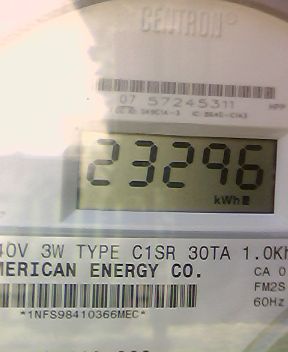 CENTRON
07 57245311
23296
kWh
40V 3W TYPE C1SR 30TA 1.0Kh
MERICAN ENERGY CO.
CA 0
FM2S
60Hz
*1NFS98410366MEC*